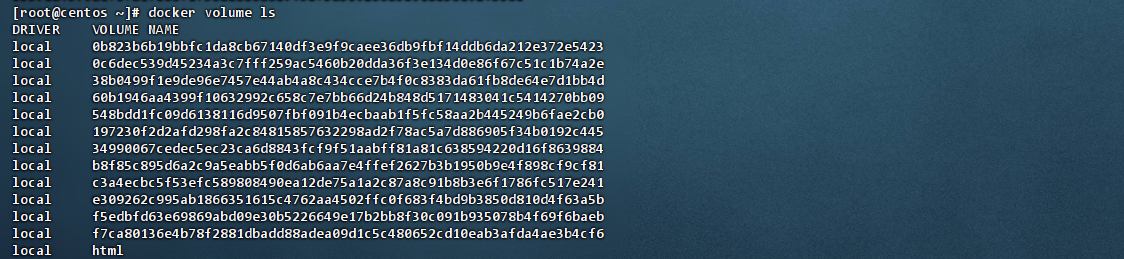 [root@centos ~]# docker volume ls
DRIVER    VOLUME NAME
local     0b823b6b19bbfc1da8cb67140df3e9f9caee36db9fbf14ddb6da212e372e5423
local     0c6dec539d45234a3c7fff259ac5460b20dda36f3e134d0e86f67c51c1b74a2e
local     38b0499f1e9de96e7457e44ab4a8c434cce7b4f0c8383da61fb8de64e7d1bb4d
local     60b1946aa4399f10632992c658c7e7bb66d24b848d5171483041c5414270bb09
local     548bdd1fc09d6138116d9507fbf091b4ecbaab1f5fc58aa2b445249b6fae2cb0
local     197230f2d2afd298fa2c84815857632298ad2f78ac5a7d886905f34b0192c445
local     34990067cedec5ec23ca6d8843fcf9f51aabff81a81c638594220d16f8639884
local     b8f85c895d6a2c9a5eabb5f0d6ab6aa7e4ffef2627b3b1950b9e4f898cf9cf81
local     c3a4ecbc5f53efc589808490ea12de75a1a2c87a8c91b8b3e6f1786fc517e241
local     e309262c995ab1866351615c4762aa4502ffc0f683f4bd9b3850d810d4f63a5b
local     f5edbfd63e69869abd09e30b5226649e17b2bb8f30c091b935078b4f69f6baeb
local     f7ca80136e4b78f2881dbadd88adea09d1c5c480652cd10eab3afda4ae3b4cf6
local     html